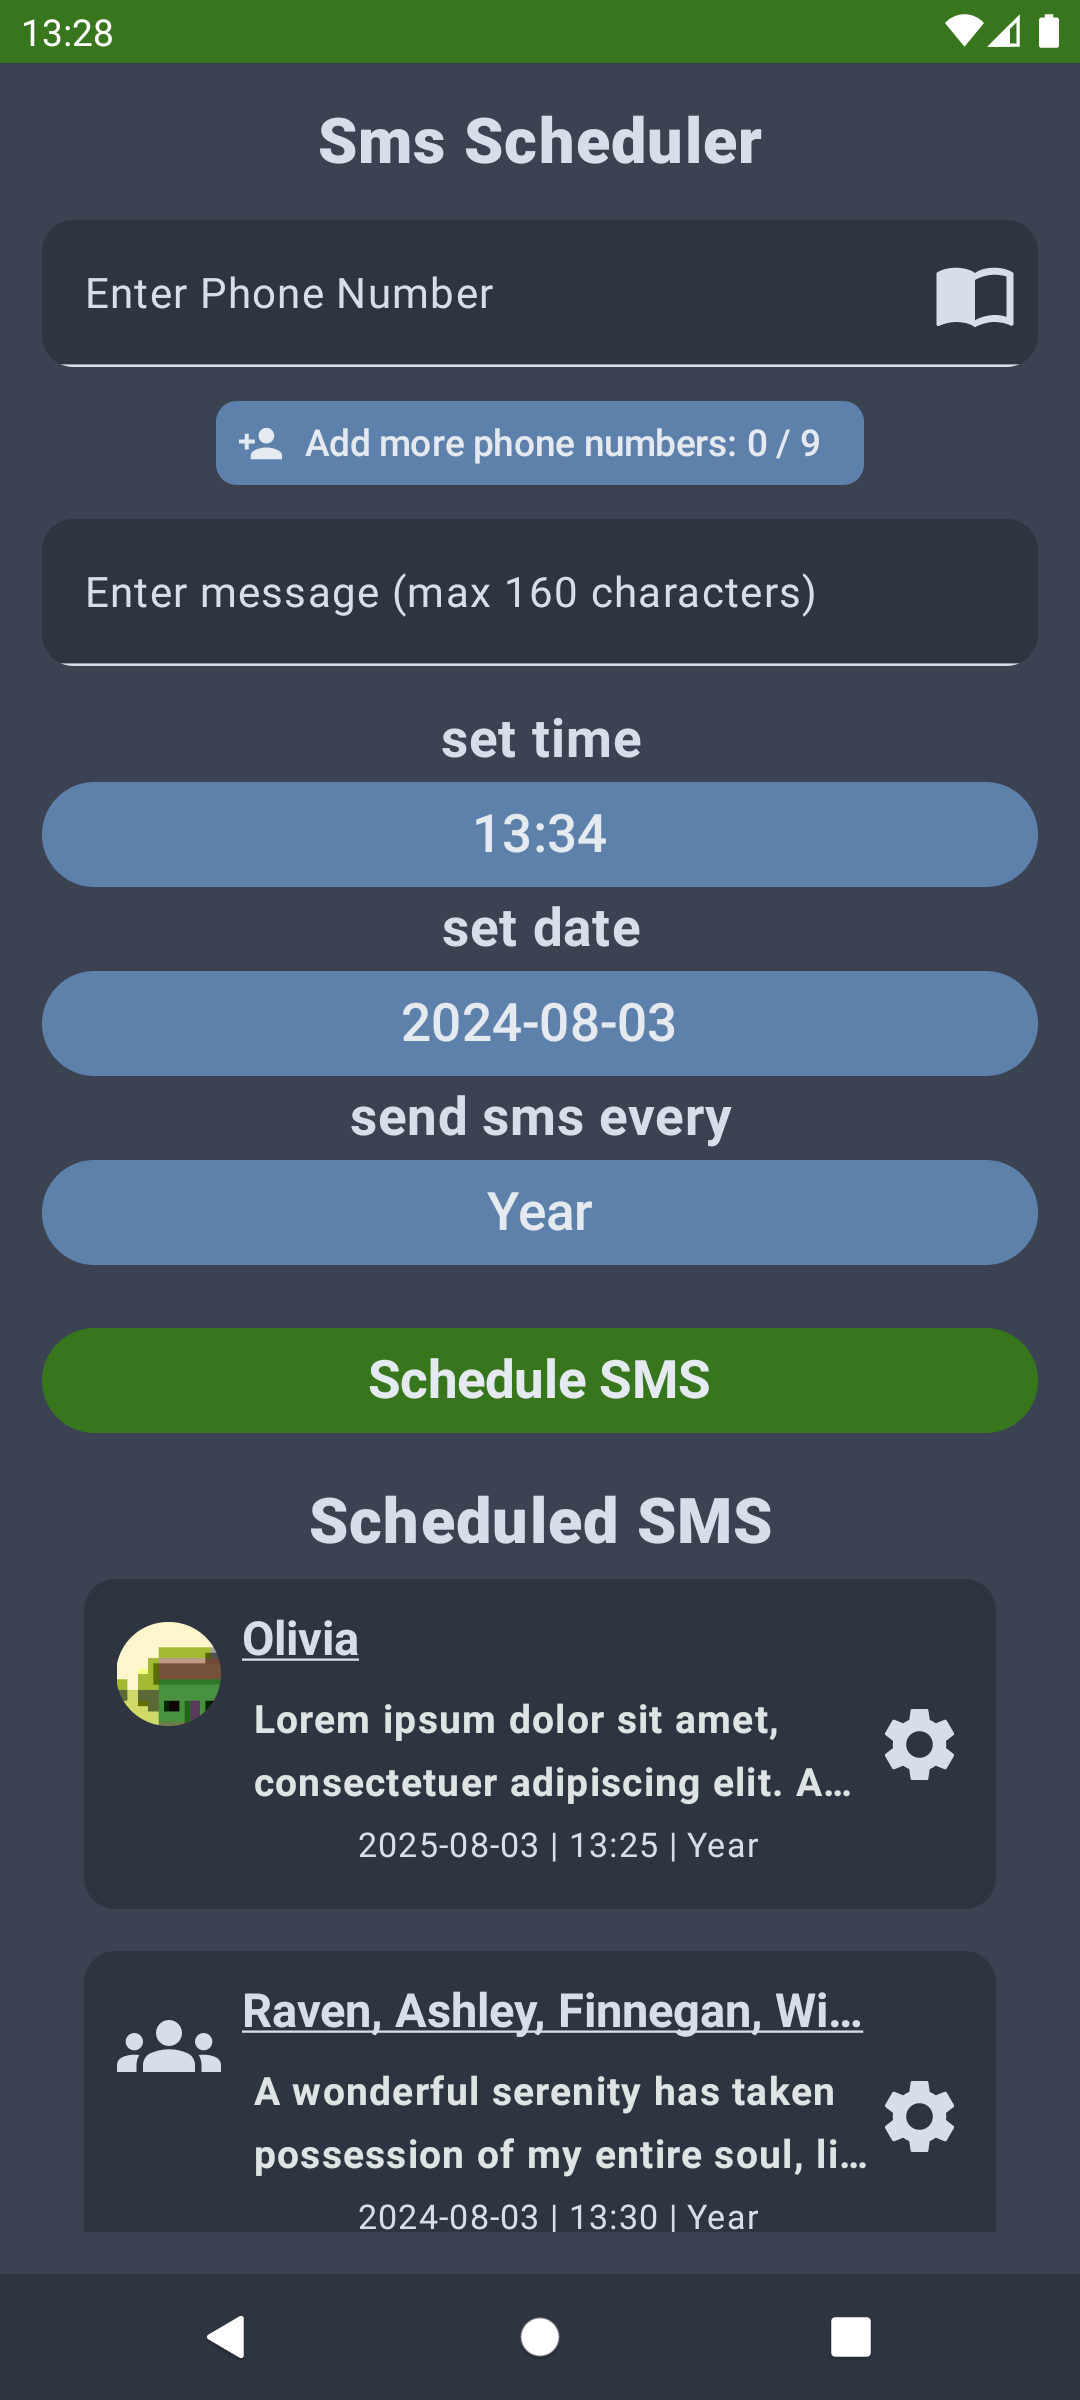 13:28
Sms Scheduler
Enter Phone Number
Add more phone numbers: 0 / 9
Enter message (max 160 characters)
set time
13:34
set date
2024-08-03
send sms every
Year
Schedule SMS
Scheduled SMS
Olivia
Lorem ipsum dolor sit amet,
consectetuer adipiscing elit. A…
2025-08-03 | 13:25 | Year
Raven, Ashley, Finnegan, Wi…
A wonderful serenity has taken
possession of my entire soul, li…
2024-08-03 | 13:30 | Year